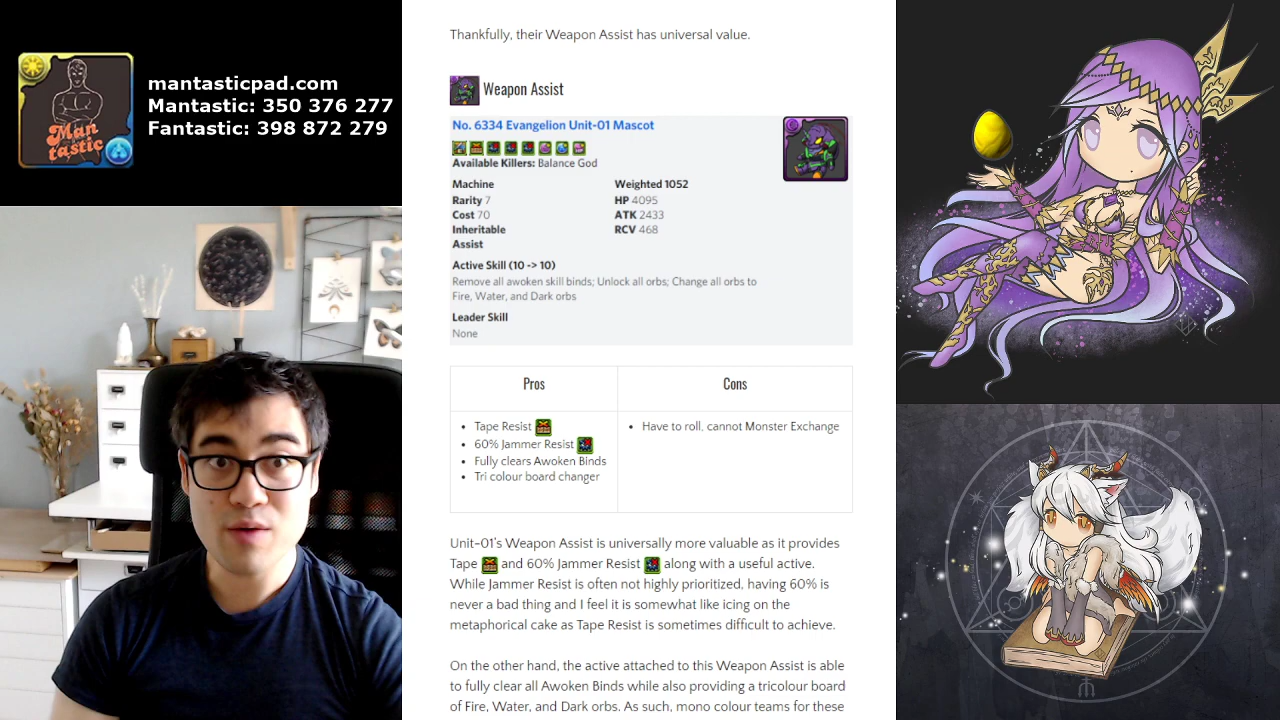 mantasticpad.com
Mantastic: 350 376 277
Fantastic: 398 872 279
Man
tastic
Thankfully, their Weapon Assist has universal value.
Weapon Assist
No. 6334 Evangelion Unit-01 Mascot
Available Killers: Balance God
Machine
Rarity 7
Cost 70
Inheritable
Assist
Weighted 1052
HP 4095
ATK 2433
RCV 468
Active Skill (10 -> 10)
Remove all awoken skill binds; Unlock all orbs; Change all orbs to
Fire, Water, and Dark orbs
Leader Skill
None
Pros
Cons
• Tape Resist
• 60% Jammer Resist
• Fully clears Awoken Binds
• Tri colour board changer
• Have to roll, cannot Monster Exchange
Unit-01's Weapon Assist is universally more valuable as it provides
Tape and 60% Jammer Resist along with a useful active.
While Jammer Resist is often not highly prioritized, having 60% is
never a bad thing and I feel it is somewhat like icing on the
metaphorical cake as Tape Resist is sometimes difficult to achieve.
On the other hand, the active attached to this Weapon Assist is able
to fully clear all Awoken Binds while also providing a tricolour board
of Fire, Water, and Dark orbs. As such, mono colour teams for these